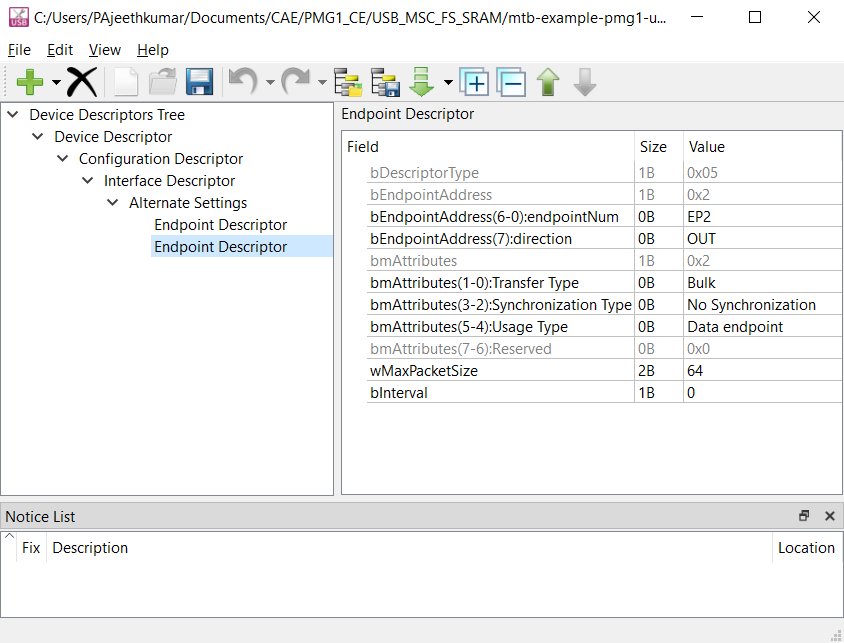 C:/Users/PAjeethkumar/Documents/CAE/PMG1_CE/USB_MSC_FS_SRAM/mtb-example-pmg1-u...
File Edit View Help
Device Descriptors Tree
Device Descriptor
Configuration Descriptor
Interface Descriptor
Alternate Settings
Endpoint Descriptor
Endpoint Descriptor
Endpoint Descriptor
Field Size Value
bDescriptorType 1B 0x05
bEndpointAddress 1B 0x2
bEndpointAddress(6-0):endpointNum 0B EP2
bEndpointAddress(7):direction 0B OUT
bmAttributes 1B 0x2
bmAttributes(1-0):Transfer Type 0B Bulk
bmAttributes(3-2):Synchronization Type 0B No Synchronization
bmAttributes(5-4):Usage Type 0B Data endpoint
bmAttributes(7-6):Reserved 0B 0x0
wMaxPacketSize 2B 64
bInterval 1B 0
Notice List
Fix Description Location